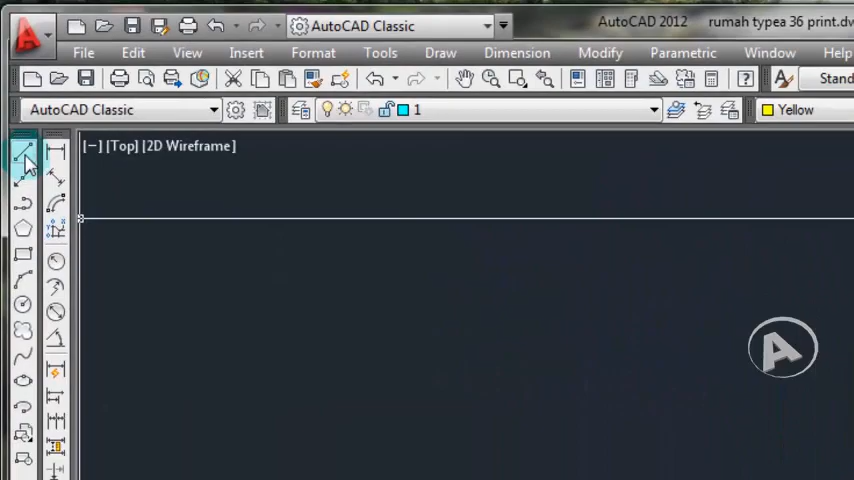 AutoCAD Classic
AutoCAD 2012 rumah typea 36 print.dw
File Edit View Insert Format Tools Draw Dimension Modify Parametric Window Help
Stand
AutoCAD Classic 1 Yellow
[−] [Top] [2D Wireframe]
A